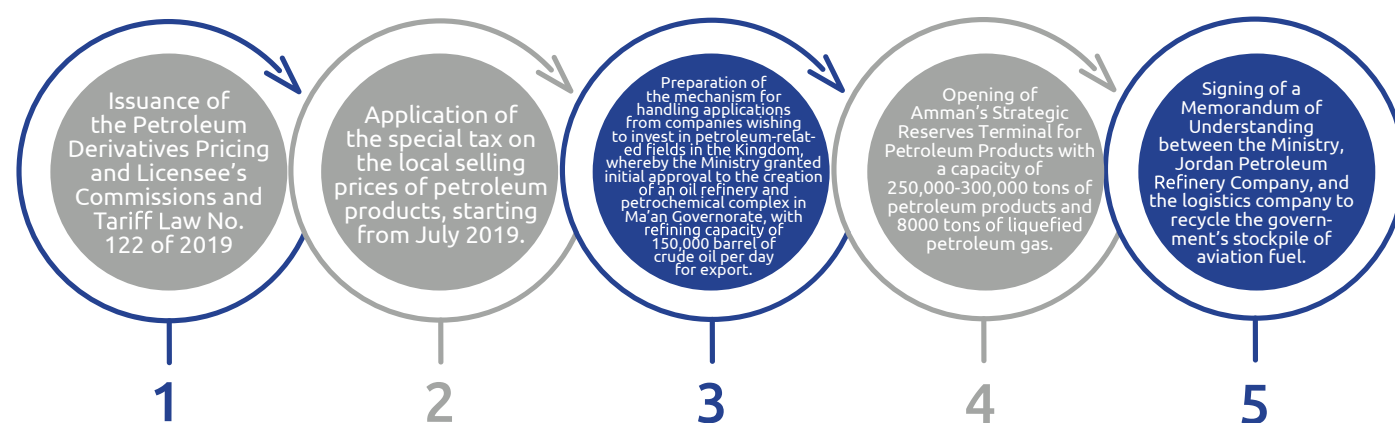 Issuance of
the Petroleum
Derivatives Pricing
and Licensee's
Commissions and
Tariff Law No.
122 of 2019
Application of
the special tax on
the local selling
prices of petroleum
products, starting
from July 2019.
Preparation of
the mechanism for
handling applications
from companies wishing
to invest in petroleum-relat-
ed fields in the Kingdom,
whereby the Ministry granted
initial approval to the creation
of an oil refinery and
petrochemical complex in
Ma'an Governorate, with
refining capacity of
150,000 barrel of
crude oil per day
for export.
Opening of
Amman's Strategic
Reserves Terminal for
Petroleum Products with
a capacity of
250,000-300,000 tons of
petroleum products and
8000 tons of liquefied
petroleum gas.
Signing of a
Memorandum of
Understanding
between the Ministry,
Jordan Petroleum
Refinery Company, and
the logistics company to
recycle the govern-
ment's stockpile of
aviation fuel.
1
2
3
4
5